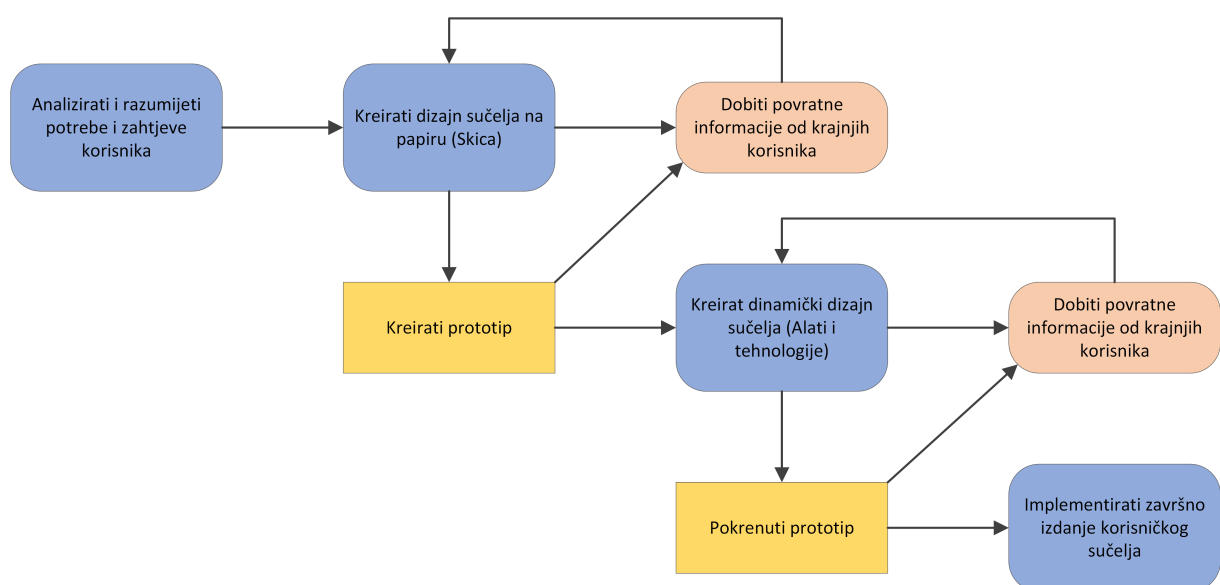 Analizirati i razumijeti
potrebe i zahtjeve
korisnika
Kreirati dizajn sučelja na
papiru (Skica)
Dobiti povratne
informacije od krajnjih
korisnika
Kreirati prototip
Kreirat dinamički dizajn
sučelja (Alati i
tehnologije)
Dobiti povratne
informacije od krajnjih
korisnika
Pokrenuti prototip
Implementirati završno
izdanje korisničkog
sučelja